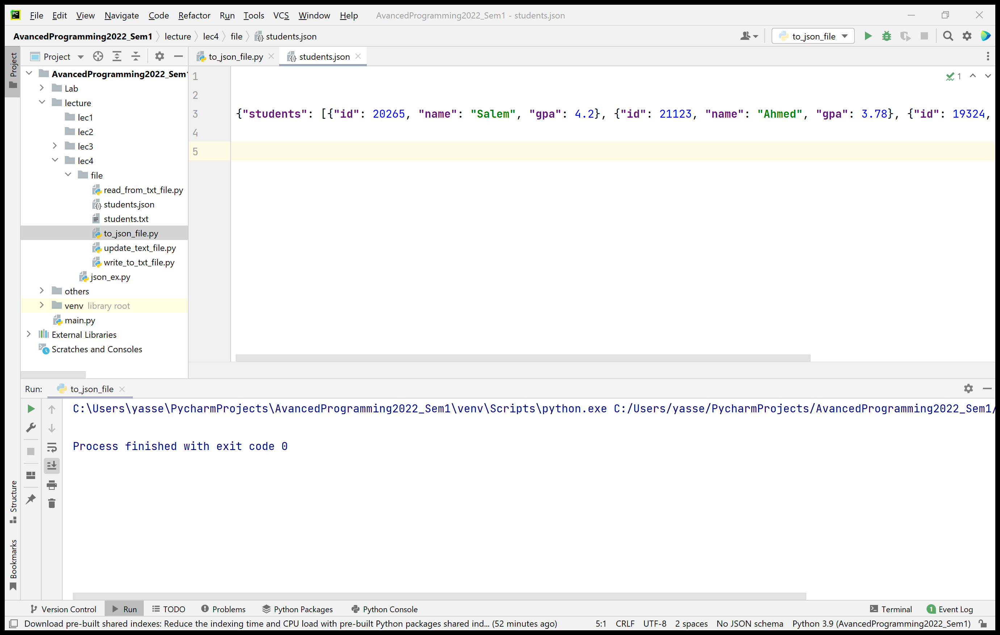 File Edit View Navigate Code Refactor Run Tools VCS Window Help AvancedProgramming2022_Sem1 - students.json
AvancedProgramming2022_Sem1 lecture lec4 file students.json
to_json_file
Project
Project
to_json_file.py
students.json
AvancedProgramming2022_Sem1
Lab
lecture
lec1
lec2
lec3
lec4
file
read_from_txt_file.py
students.json
students.txt
to_json_file.py
update_text_file.py
write_to_txt_file.py
json_ex.py
others
venv library root
main.py
External Libraries
Scratches and Consoles
1
1
2
3 {"students": [{"id": 20265, "name": "Salem", "gpa": 4.2}, {"id": 21123, "name": "Ahmed", "gpa": 3.78}, {"id": 19324,
4
5
Run: to_json_file
C:\Users\yasse\PycharmProjects\AvancedProgramming2022_Sem1\venv\Scripts\python.exe C:/Users/yasse/PycharmProjects/AvancedProgramming2022_Sem1/
Process finished with exit code 0
Structure
Bookmarks
Version Control Run TODO Problems Python Packages Python Console Terminal 1 Event Log
Download pre-built shared indexes: Reduce the indexing time and CPU load with pre-built Python packages shared ind... (52 minutes ago) 5:1 CRLF UTF-8 2 spaces No JSON schema Python 3.9 (AvancedProgramming2022_Sem1)